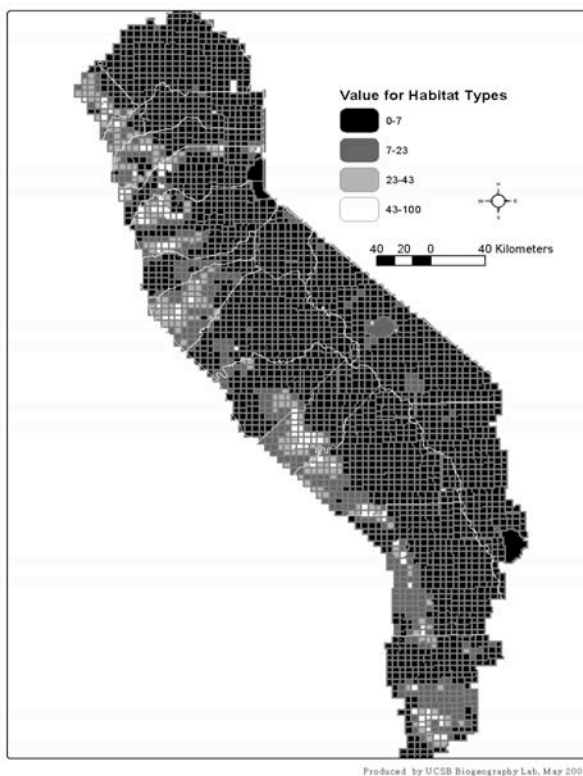 Value for Habitat Types
0-7
7-23
23-43
43-100
N
W E
S
40 20 0 40 Kilometers
Produced by UCSB Biogeography Lab, May 200